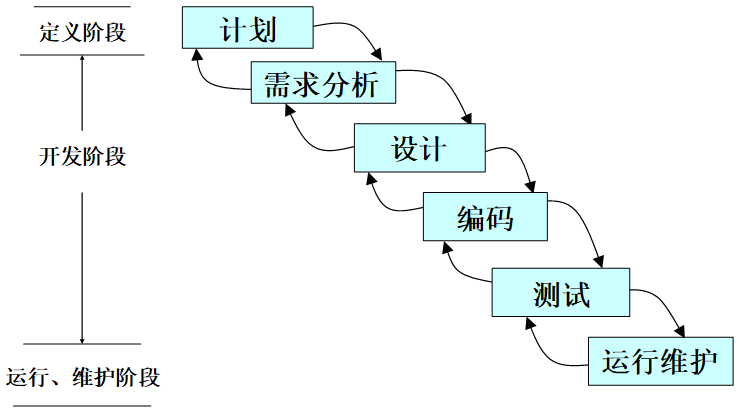 定义阶段
计划
需求分析
开发阶段
设计
编码
测试
运行维护
运行、维护阶段